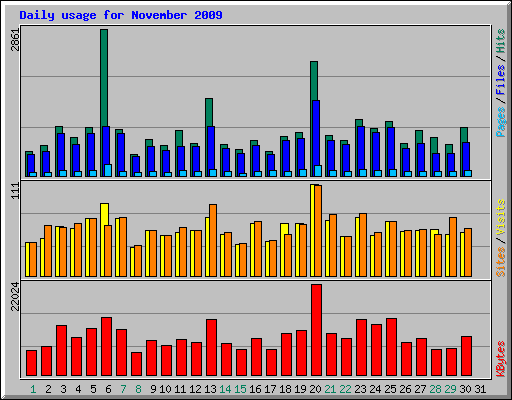 Daily usage for November 2009
2861
Pages / Files / Hits
111
Sites / Visits
22024
KBytes
1 2 3 4 5 6 7 8 9 10 11 12 13 14 15 16 17 18 19 20 21 22 23 24 25 26 27 28 29 30 31